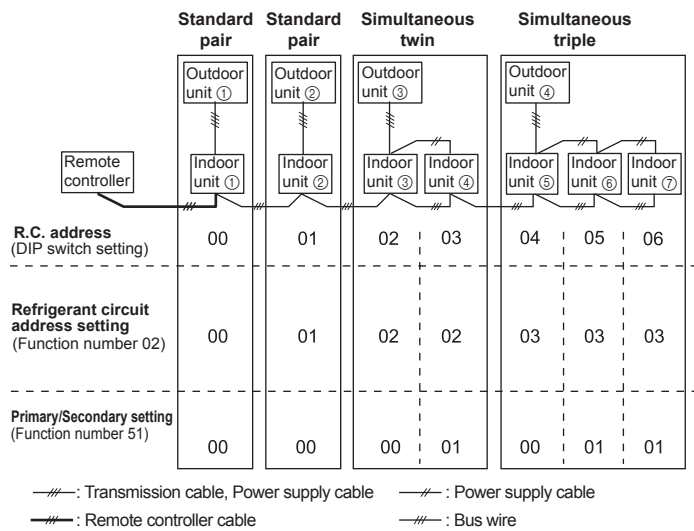 Standard
pair
Standard
pair
Simultaneous
twin
Simultaneous
triple
Outdoor
unit ①
Outdoor
unit ②
Outdoor
unit ③
Outdoor
unit ④
Remote
controller
Indoor
unit ①
Indoor
unit ②
Indoor
unit ③
Indoor
unit ④
Indoor
unit ⑤
Indoor
unit ⑥
Indoor
unit ⑦
R.C. address
(DIP switch setting)
00 01 02 03 04 05 06
Refrigerant circuit
address setting
(Function number 02)
00 01 02 02 03 03 03
Primary/Secondary setting
(Function number 51)
00 00 00 01 00 01 01
: Transmission cable, Power supply cable : Power supply cable
: Remote controller cable : Bus wire